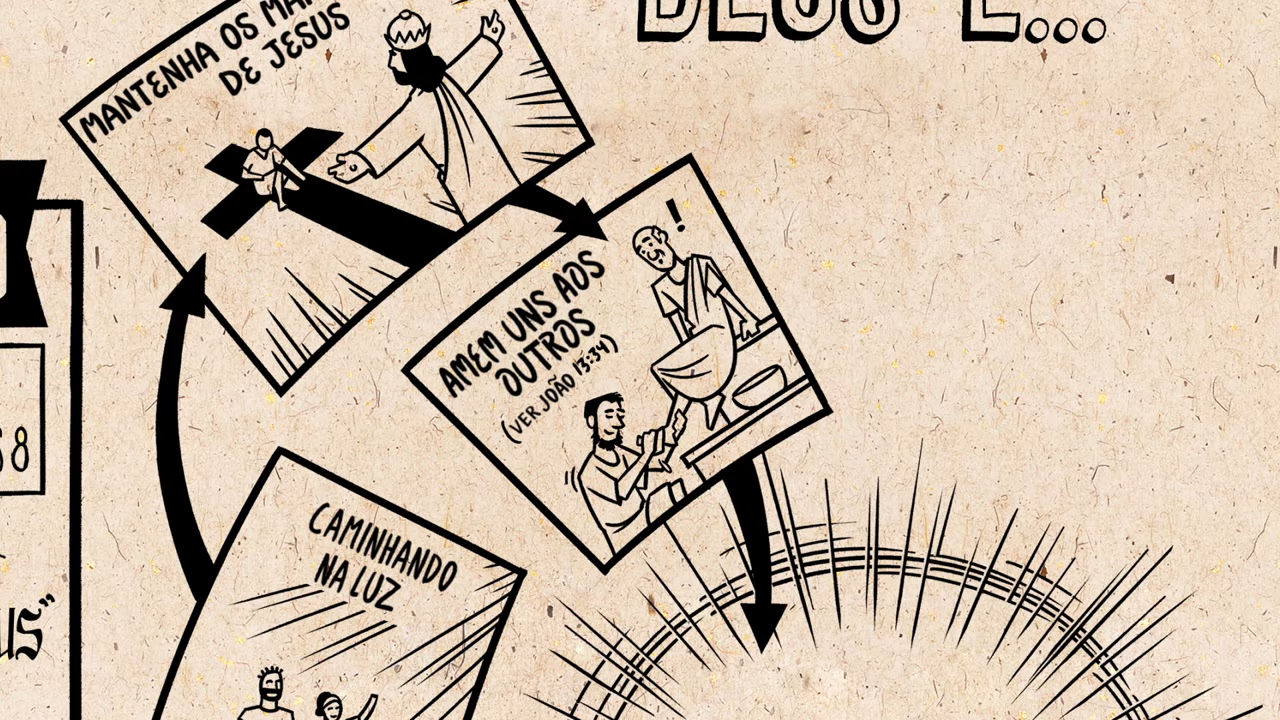 DEUS É...
MANTENHA OS
DE JESUS
AMEM UNS AOS
OUTROS
(VER JOÃO 13:34)
CAMINHANDO
NA LUZ